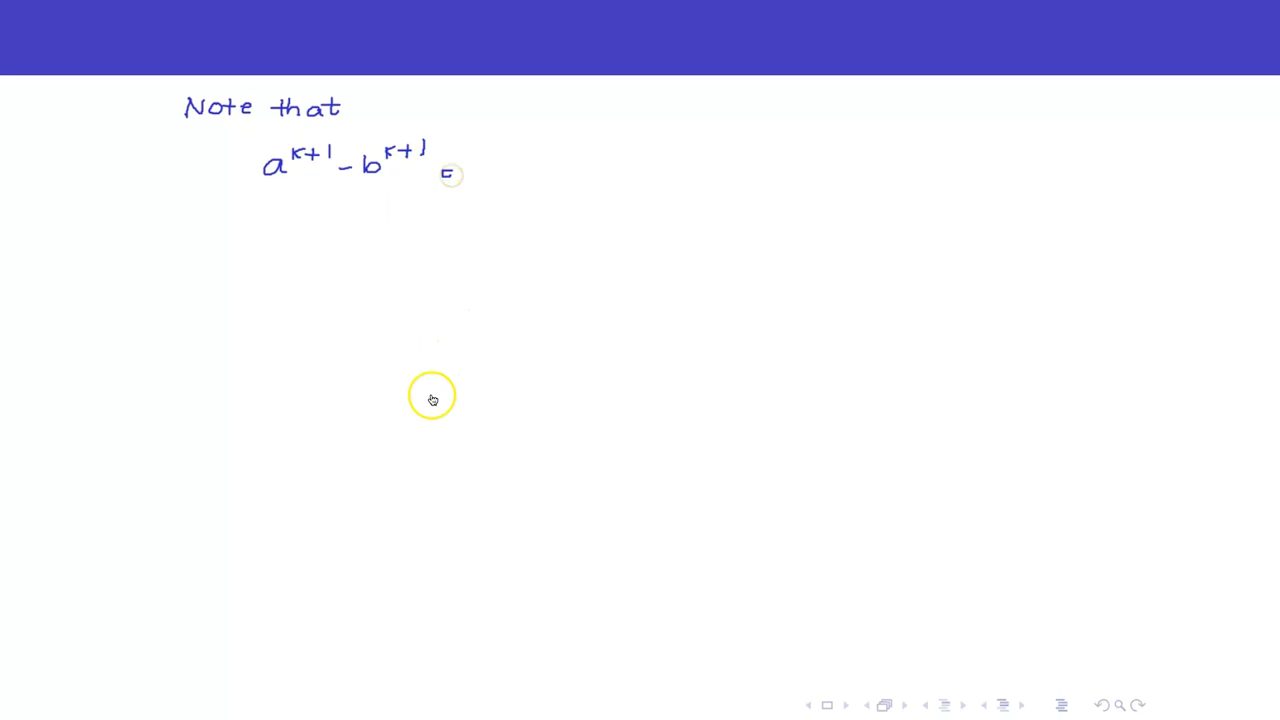 Note that
a^{k+1} - b^{k+1} =